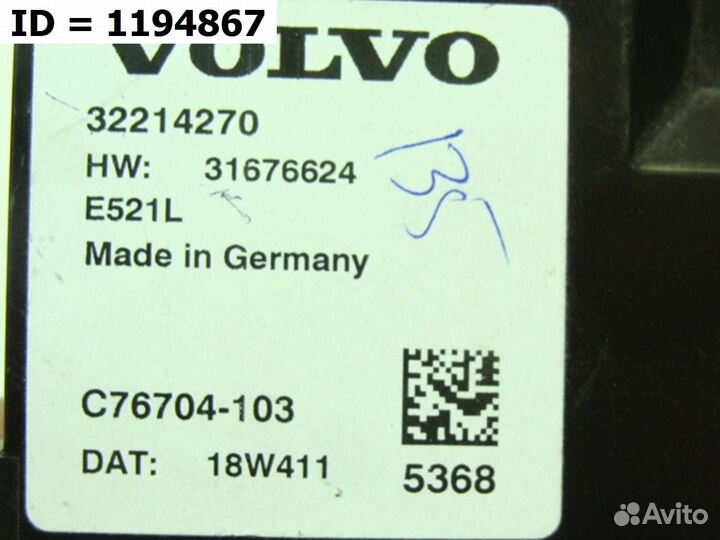 ID = 1194867
VOLVO
32214270
HW: 31676624
E521L
Made in Germany
C76704-103
DAT: 18W411
5368
Avito